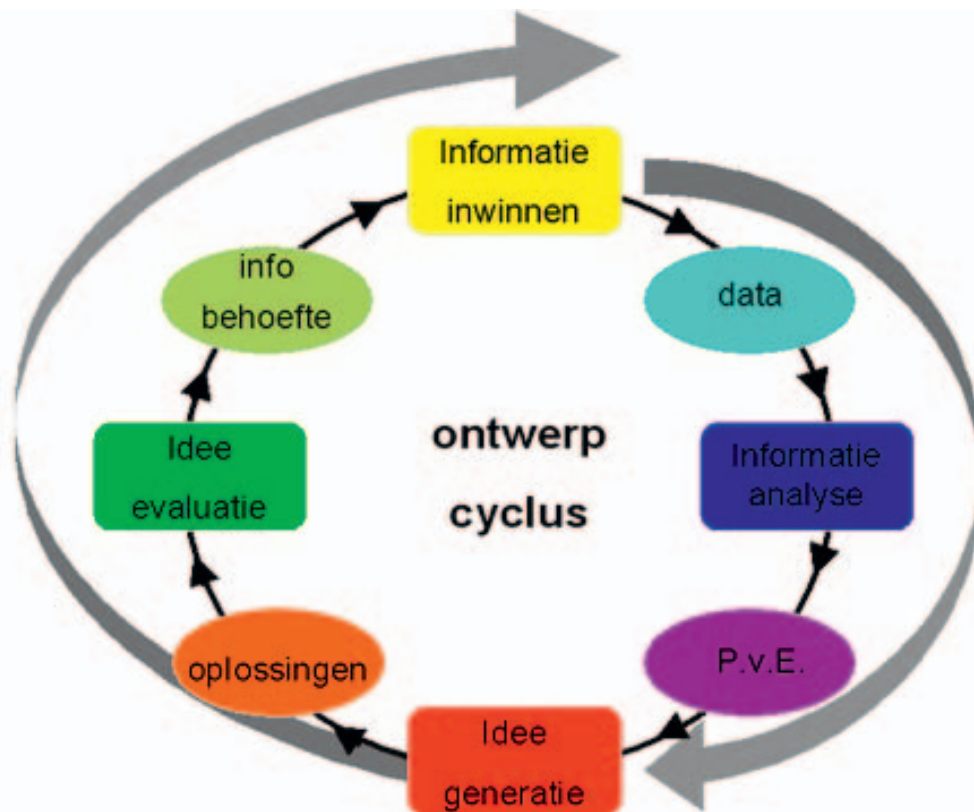 Informatie
inwinnen
data
Informatie
analyse
P.v.E.
Idee
generatie
oplossingen
Idee
evaluatie
info
behoefte
ontwerp
cyclus